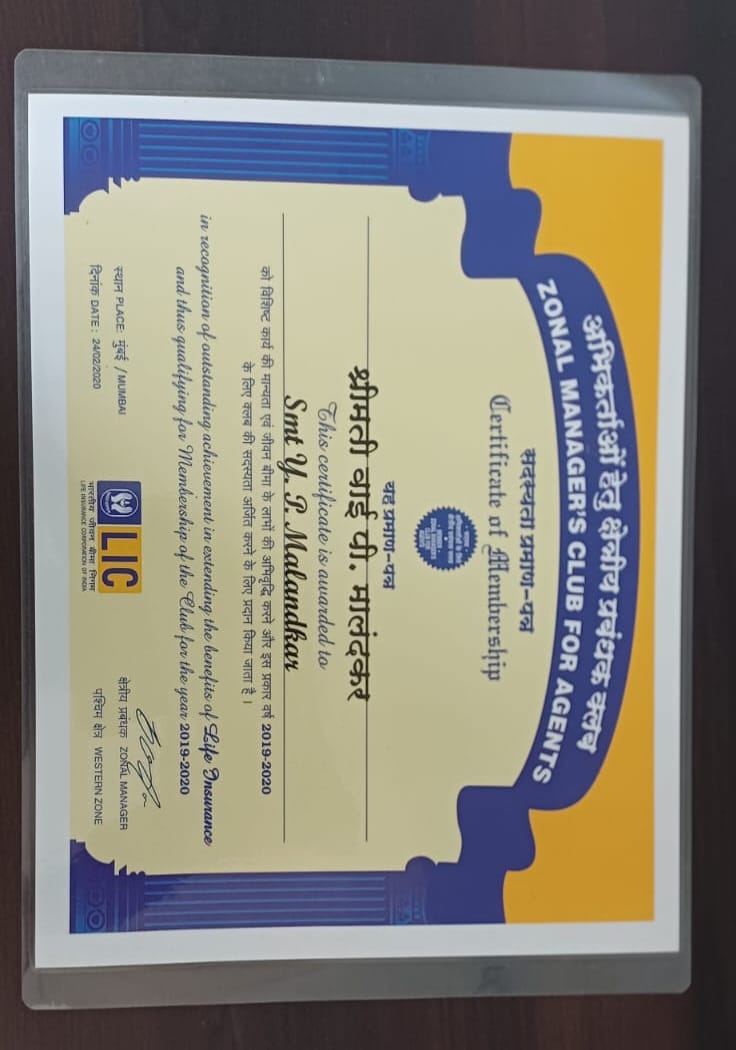 अभिकर्ताओं हेतु क्षेत्रीय प्रबंधक क्लब
ZONAL MANAGER'S CLUB FOR AGENTS
सदस्यता प्रमाण-पत्र
Certificate of Membership
यह प्रमाण-पत्र
श्रीमती वाई पी. मालंदकर
This certificate is awarded to
Smt Y. P. Malandkar
को विशिष्ट कार्य की मान्यता एवं जीवन बीमा के लाभों की अभिवृद्धि करने और इस प्रकार वर्ष 2019-2020
के लिए क्लब की सदस्यता अर्जित करने के लिए प्रदान किया जाता है।
in recognition of outstanding achievement in extending the benefits of Life Insurance
and thus qualifying for Membership of the Club for the year 2019-2020
स्थान PLACE: मुंबई / MUMBAI
दिनांक DATE : 24/02/2020
LIC
भारतीय जीवन बीमा निगम
LIFE INSURANCE CORPORATION OF INDIA
क्षेत्रीय प्रबंधक ZONAL MANAGER
पश्चिम क्षेत्र WESTERN ZONE